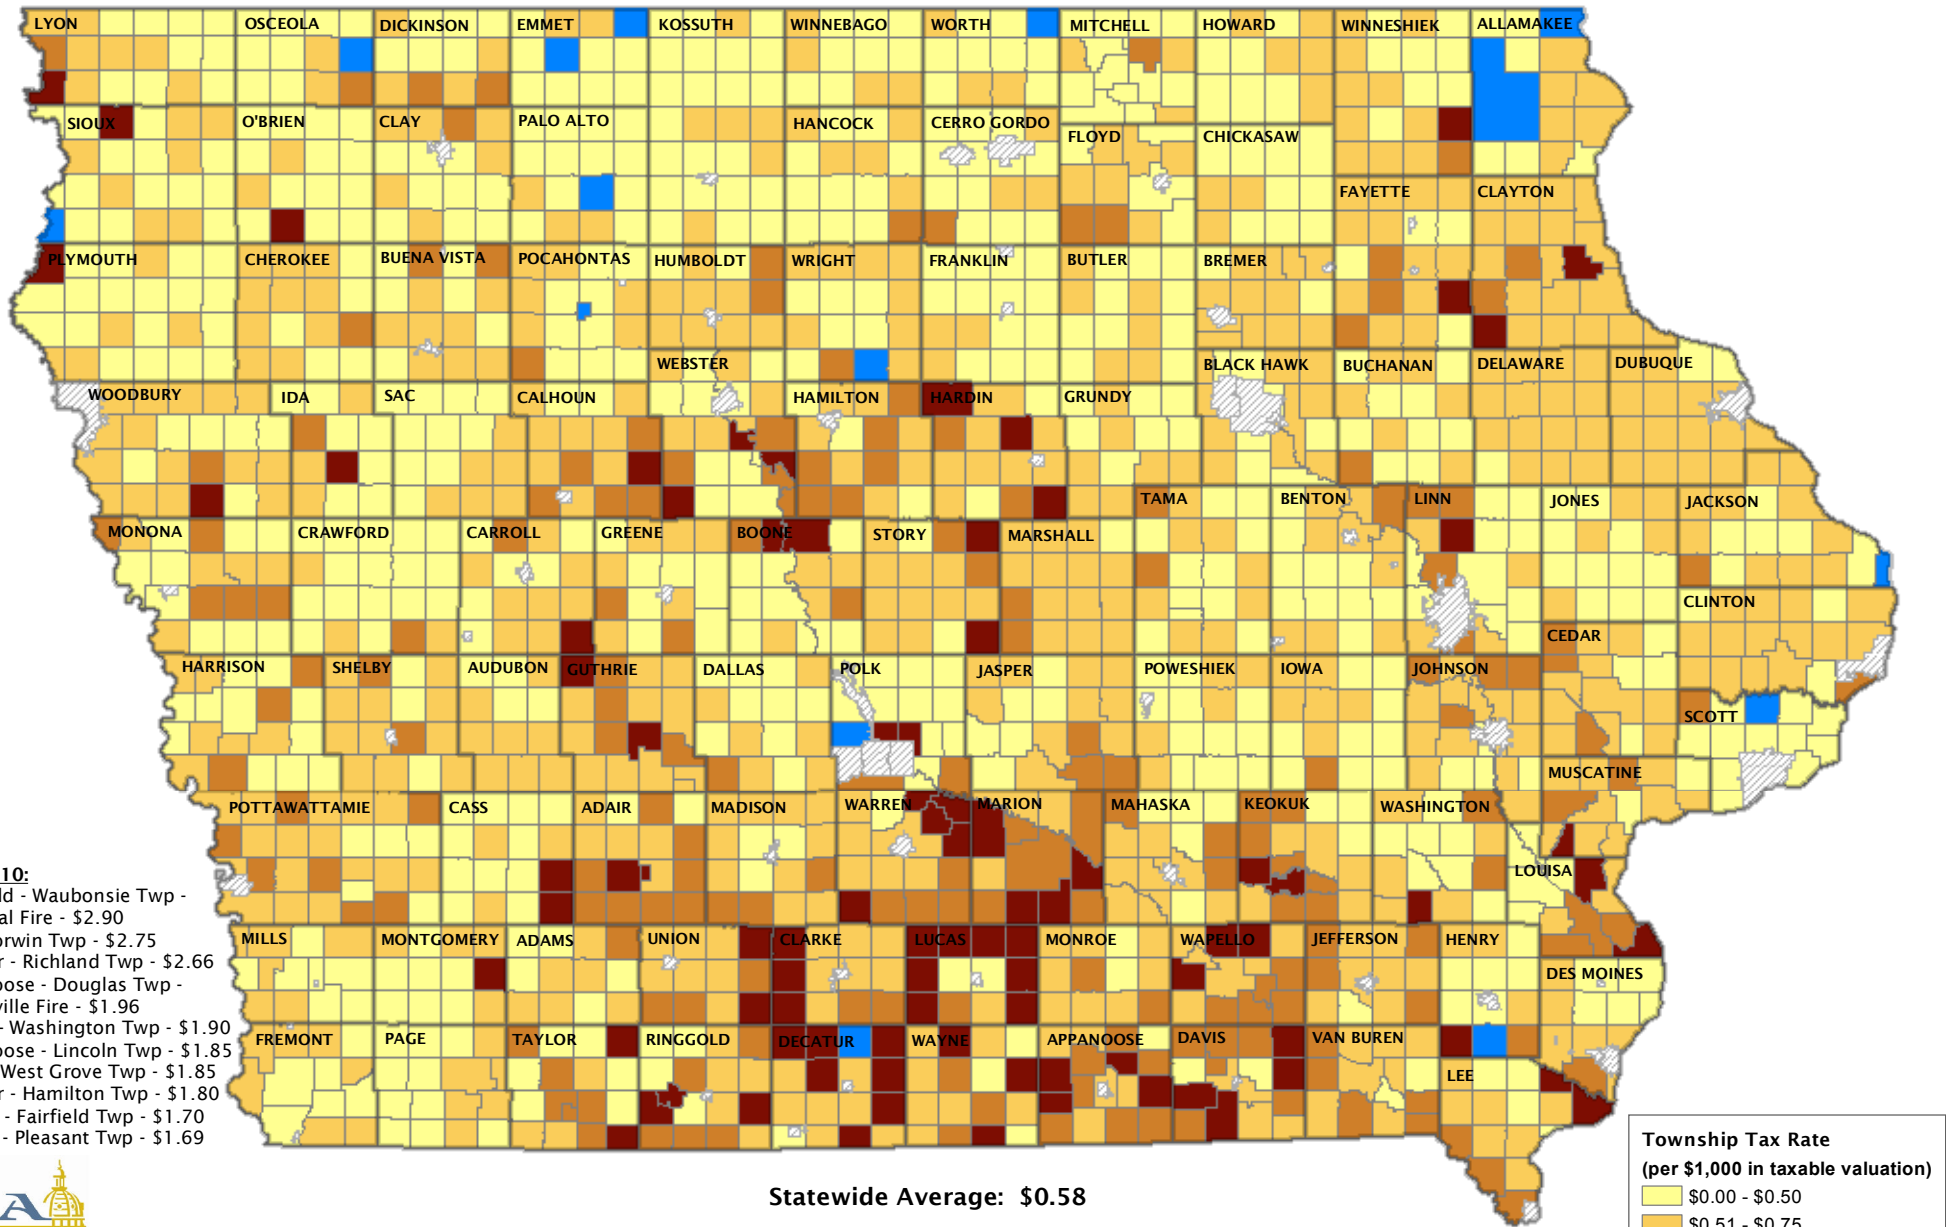 LYON OSCEOLA DICKINSON EMMET KOSSUTH WINNEBAGO WORTH MITCHELL HOWARD WINNESHIEK ALLAMAKEE
SIOUX O'BRIEN CLAY PALO ALTO HANCOCK CERRO GORDO FLOYD CHICKASAW
FAYETTE CLAYTON
PLYMOUTH CHEROKEE BUENA VISTA POCAHONTAS HUMBOLDT WRIGHT FRANKLIN BUTLER BREMER
WEBSTER BLACK HAWK BUCHANAN DELAWARE DUBUQUE
WOODBURY IDA SAC CALHOUN HAMILTON HARDIN GRUNDY
TAMA BENTON LINN JONES JACKSON
MONONA CRAWFORD CARROLL GREENE BOONE STORY MARSHALL
CLINTON
CEDAR
HARRISON SHELBY AUDUBON GUTHRIE DALLAS POLK JASPER POWESHIEK IOWA JOHNSON
SCOTT
MUSCATINE
POTTAWATTAMIE CASS ADAIR MADISON WARREN MARION MAHASKA KEOKUK WASHINGTON
LOUISA
MILLS MONTGOMERY ADAMS UNION CLARKE LUCAS MONROE WAPELLO JEFFERSON HENRY
DES MOINES
FREMONT PAGE TAYLOR RINGGOLD DECATUR WAYNE APPANOOSE DAVIS VAN BUREN
LEE
10:
ld - Waubonsie Twp -
al Fire - $2.90
orwin Twp - $2.75
r - Richland Twp - $2.66
oose - Douglas Twp -
ville Fire - $1.96
- Washington Twp - $1.90
oose - Lincoln Twp - $1.85
West Grove Twp - $1.85
r - Hamilton Twp - $1.80
- Fairfield Twp - $1.70
- Pleasant Twp - $1.69
A
Statewide Average: $0.58
Township Tax Rate
(per $1,000 in taxable valuation)
$0.00 - $0.50
$0.51 - $0.75